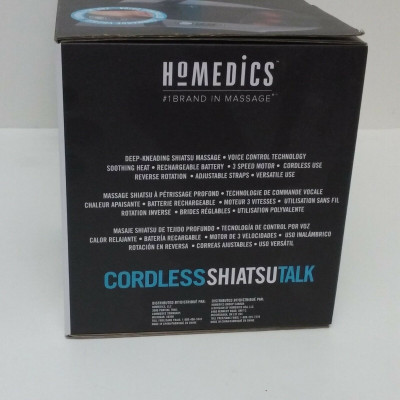 HOMEDICS
#1 BRAND IN MASSAGE
DEEP-KNEADING SHIATSU MASSAGE • VOICE CONTROL TECHNOLOGY
SOOTHING HEAT • RECHARGEABLE BATTERY • 3 SPEED MOTOR • CORDLESS USE
REVERSE ROTATION • ADJUSTABLE STRAPS • VERSATILE USE
MASSAGE SHIATSU À PÉTRISSAGE PROFOND • TECHNOLOGIE DE COMMANDE VOCALE
CHALEUR APAISANTE • BATTERIE RECHARGEABLE • MOTEUR 3 VITESSES • UTILISATION SANS FIL
ROTATION INVERSE • BRIDES RÉGLABLES • UTILISATION POLYVALENTE
MASAJE SHIATSU DE TEJIDO PROFUNDO • TECNOLOGÍA DE CONTROL POR VOZ
CALOR RELAJANTE • BATERÍA RECARGABLE • MOTOR DE 3 VELOCIDADES • USO INALÁMBRICO
ROTACIÓN EN REVERSA • CORREAS AJUSTABLES • USO VERSÁTIL
CORDLESSSHIATSUTALK